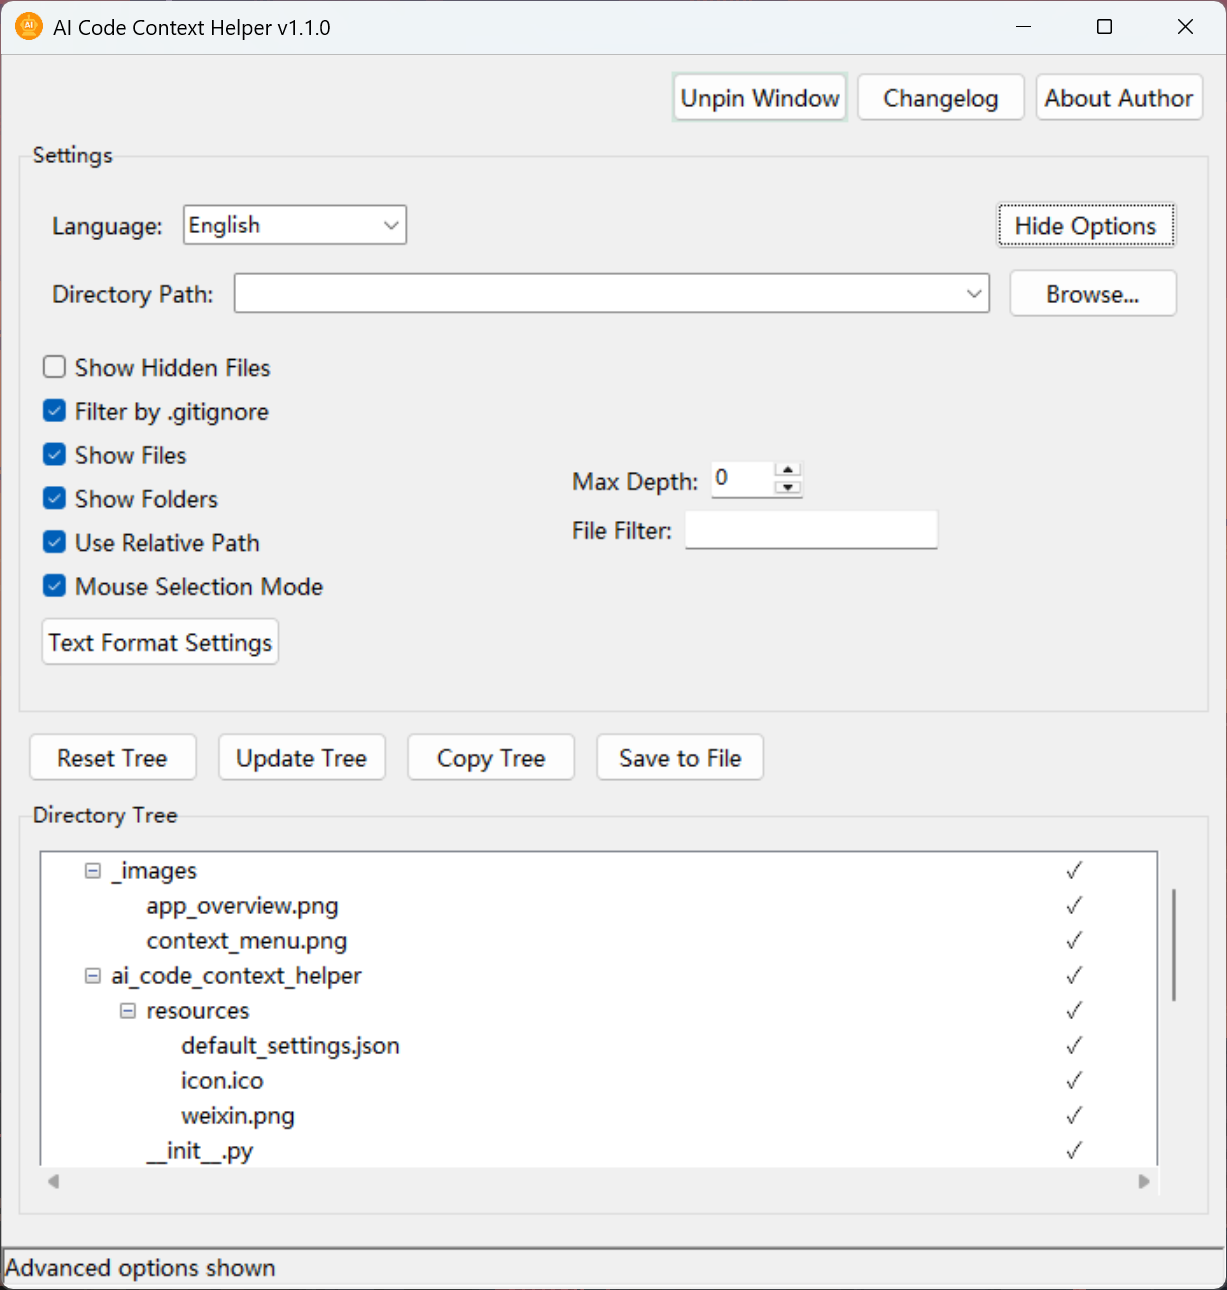 AI Code Context Helper v1.1.0
Unpin Window Changelog About Author
Settings
Language: English Hide Options
Directory Path: Browse...
Show Hidden Files
Filter by .gitignore
Show Files
Show Folders
Use Relative Path
Mouse Selection Mode
Max Depth: 0
File Filter:
Text Format Settings
Reset Tree Update Tree Copy Tree Save to File
Directory Tree
_images ✓
app_overview.png ✓
context_menu.png ✓
ai_code_context_helper ✓
resources ✓
default_settings.json ✓
icon.ico ✓
weixin.png ✓
__init__.py ✓
Advanced options shown